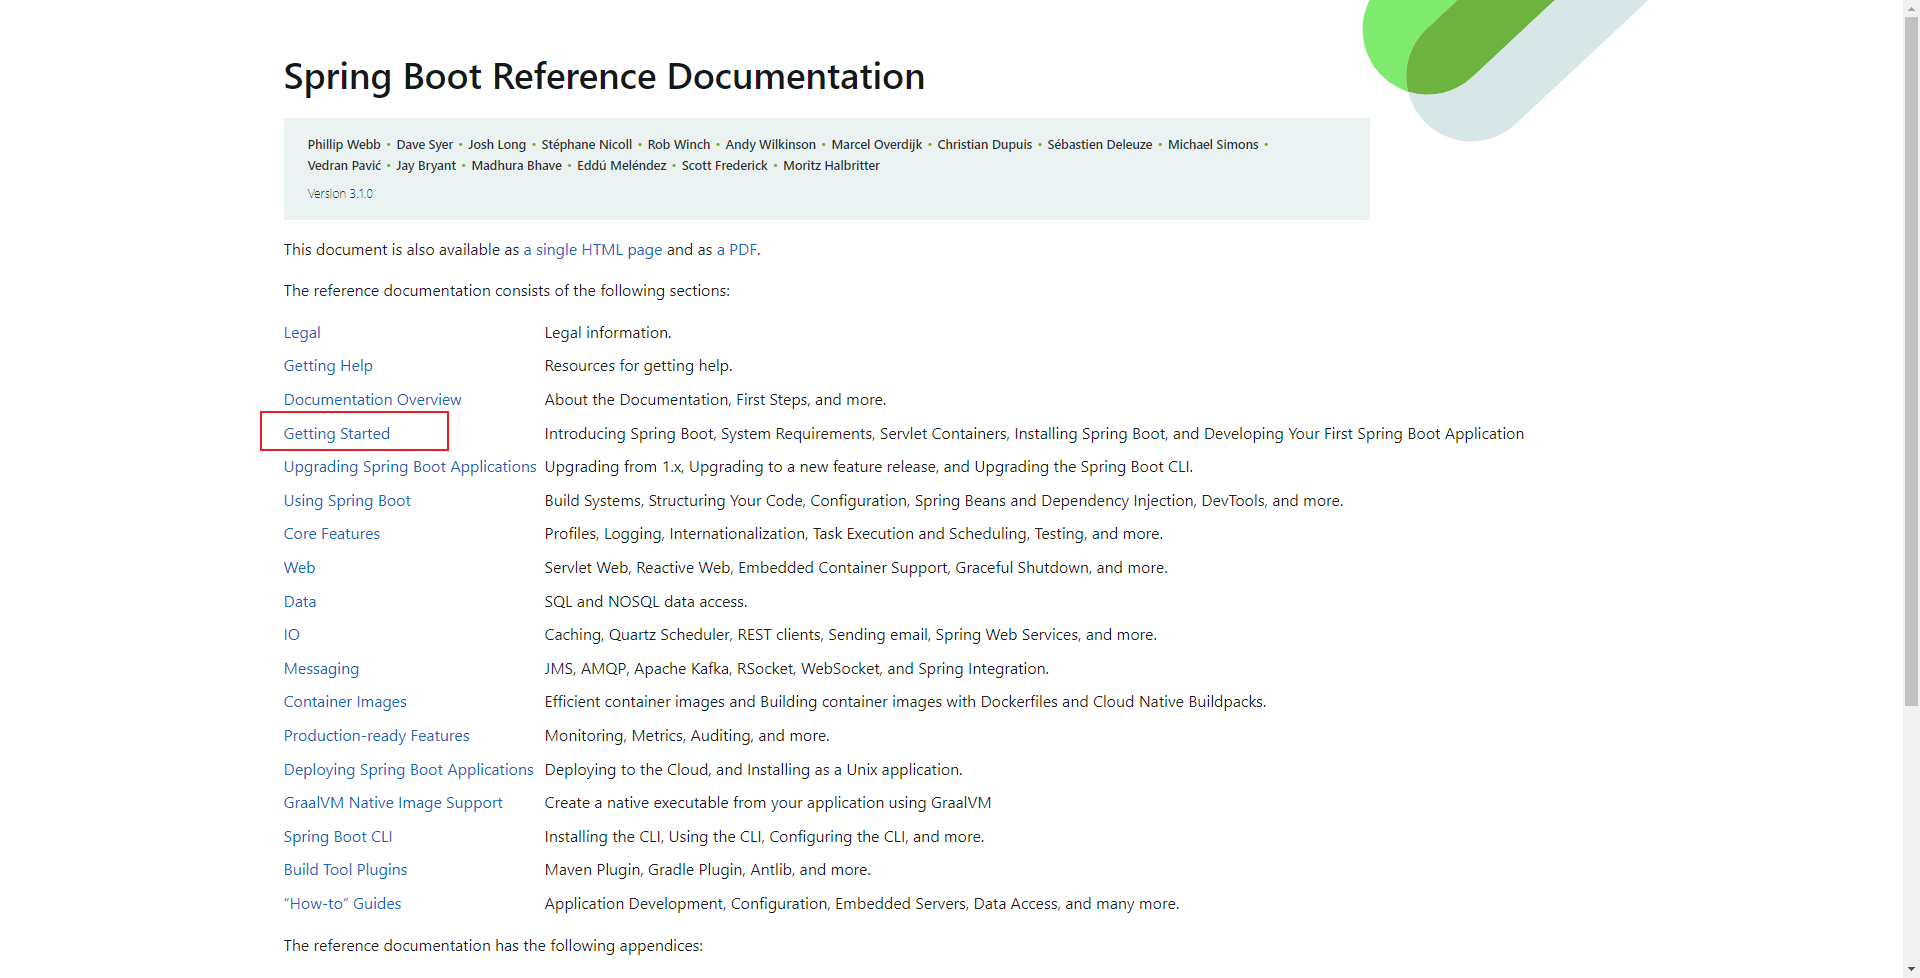 Spring Boot Reference Documentation
Phillip Webb • Dave Syer • Josh Long • Stéphane Nicoll • Rob Winch • Andy Wilkinson • Marcel Overdijk • Christian Dupuis • Sébastien Deleuze • Michael Simons •
Vedran Pavić • Jay Bryant • Madhura Bhave • Eddú Meléndez • Scott Frederick • Moritz Halbritter
Version 3.1.0
This document is also available as a single HTML page and as a PDF.
The reference documentation consists of the following sections:
Legal Legal information.
Getting Help Resources for getting help.
Documentation Overview About the Documentation, First Steps, and more.
Getting Started Introducing Spring Boot, System Requirements, Servlet Containers, Installing Spring Boot, and Developing Your First Spring Boot Application
Upgrading Spring Boot Applications Upgrading from 1.x, Upgrading to a new feature release, and Upgrading the Spring Boot CLI.
Using Spring Boot Build Systems, Structuring Your Code, Configuration, Spring Beans and Dependency Injection, DevTools, and more.
Core Features Profiles, Logging, Internationalization, Task Execution and Scheduling, Testing, and more.
Web Servlet Web, Reactive Web, Embedded Container Support, Graceful Shutdown, and more.
Data SQL and NOSQL data access.
IO Caching, Quartz Scheduler, REST clients, Sending email, Spring Web Services, and more.
Messaging JMS, AMQP, Apache Kafka, RSocket, WebSocket, and Spring Integration.
Container Images Efficient container images and Building container images with Dockerfiles and Cloud Native Buildpacks.
Production-ready Features Monitoring, Metrics, Auditing, and more.
Deploying Spring Boot Applications Deploying to the Cloud, and Installing as a Unix application.
GraalVM Native Image Support Create a native executable from your application using GraalVM
Spring Boot CLI Installing the CLI, Using the CLI, Configuring the CLI, and more.
Build Tool Plugins Maven Plugin, Gradle Plugin, Antlib, and more.
“How-to” Guides Application Development, Configuration, Embedded Servers, Data Access, and many more.
The reference documentation has the following appendices: